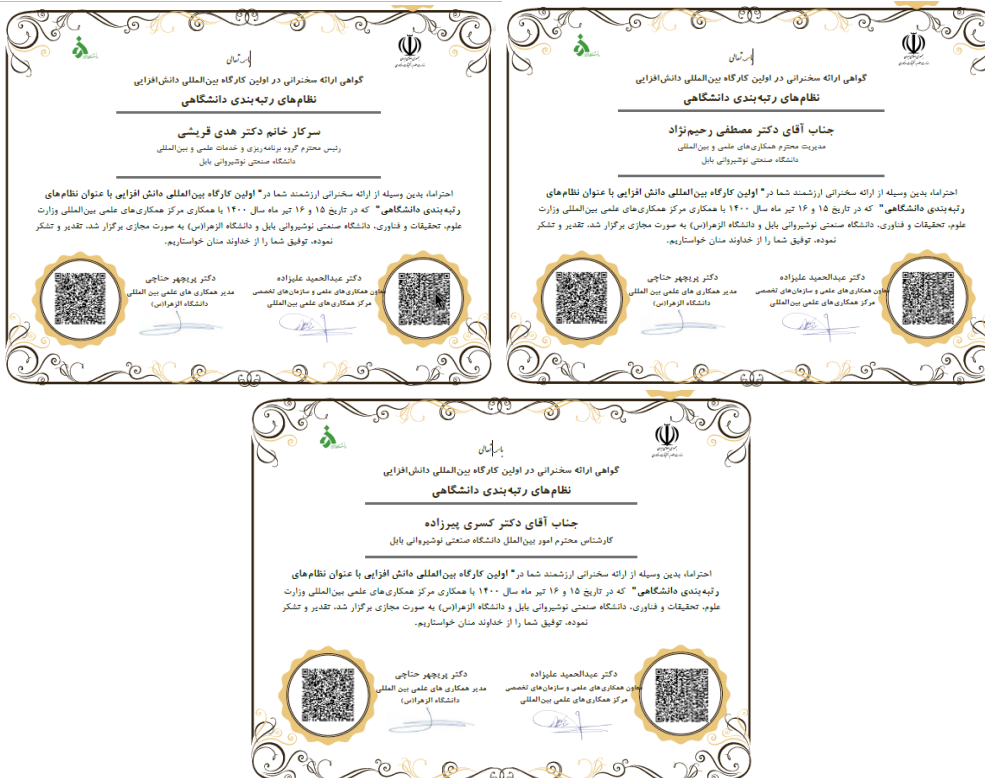 باسمه تعالی
گواهی ارائه سخنرانی در اولین کارگاه بین‌المللی دانش‌افزایی
نظام‌های رتبه‌بندی دانشگاهی
سرکار خانم دکتر هدی قریشی
رئیس محترم گروه برنامه‌ریزی و خدمات علمی و بین‌المللی
دانشگاه صنعتی نوشیروانی بابل
احتراما، بدین وسیله از ارائه سخنرانی ارزشمند شما در" اولین کارگاه بین‌المللی دانش افزایی با عنوان نظام‌های
رتبه‌بندی دانشگاهی" که در تاریخ ۱۵ و ۱۶ تیر ماه سال ۱۴۰۰ با همکاری مرکز همکاری‌های علمی بین‌المللی وزارت
علوم، تحقیقات و فناوری، دانشگاه صنعتی نوشیروانی بابل و دانشگاه الزهرا(س) به صورت مجازی برگزار شد، تقدیر و تشکر
نموده، توفیق شما را از خداوند منان خواستاریم.
دکتر عبدالحمید علیزاده
معاون همکاری‌های علمی و سازمان‌های تخصصی
مرکز همکاری‌های علمی بین‌المللی
دکتر پریچهر حناچی
مدیر همکاری های علمی بین المللی
دانشگاه الزهرا(س)
باسمه تعالی
گواهی ارائه سخنرانی در اولین کارگاه بین‌المللی دانش‌افزایی
نظام‌های رتبه‌بندی دانشگاهی
جناب آقای دکتر مصطفی رحیم‌نژاد
مدیریت محترم همکاری‌های علمی و بین‌المللی
دانشگاه صنعتی نوشیروانی بابل
احتراما، بدین وسیله از ارائه سخنرانی ارزشمند شما در" اولین کارگاه بین‌المللی دانش افزایی با عنوان نظام‌های
رتبه‌بندی دانشگاهی" که در تاریخ ۱۵ و ۱۶ تیر ماه سال ۱۴۰۰ با همکاری مرکز همکاری‌های علمی بین‌المللی وزارت
علوم، تحقیقات و فناوری، دانشگاه صنعتی نوشیروانی بابل و دانشگاه الزهرا(س) به صورت مجازی برگزار شد، تقدیر و تشکر
نموده، توفیق شما را از خداوند منان خواستاریم.
دکتر عبدالحمید علیزاده
معاون همکاری‌های علمی و سازمان‌های تخصصی
مرکز همکاری‌های علمی بین‌المللی
دکتر پریچهر حناچی
مدیر همکاری های علمی بین المللی
دانشگاه الزهرا(س)
باسمه تعالی
گواهی ارائه سخنرانی در اولین کارگاه بین‌المللی دانش‌افزایی
نظام‌های رتبه‌بندی دانشگاهی
جناب آقای دکتر کسری پیرزاده
کارشناس محترم امور بین‌الملل دانشگاه صنعتی نوشیروانی بابل
احتراما، بدین وسیله از ارائه سخنرانی ارزشمند شما در" اولین کارگاه بین‌المللی دانش افزایی با عنوان نظام‌های
رتبه‌بندی دانشگاهی" که در تاریخ ۱۵ و ۱۶ تیر ماه سال ۱۴۰۰ با همکاری مرکز همکاری‌های علمی بین‌المللی وزارت
علوم، تحقیقات و فناوری، دانشگاه صنعتی نوشیروانی بابل و دانشگاه الزهرا(س) به صورت مجازی برگزار شد، تقدیر و تشکر
نموده، توفیق شما را از خداوند منان خواستاریم.
دکتر عبدالحمید علیزاده
معاون همکاری‌های علمی و سازمان‌های تخصصی
مرکز همکاری‌های علمی بین‌المللی
دکتر پریچهر حناچی
مدیر همکاری های علمی بین المللی
دانشگاه الزهرا(س)